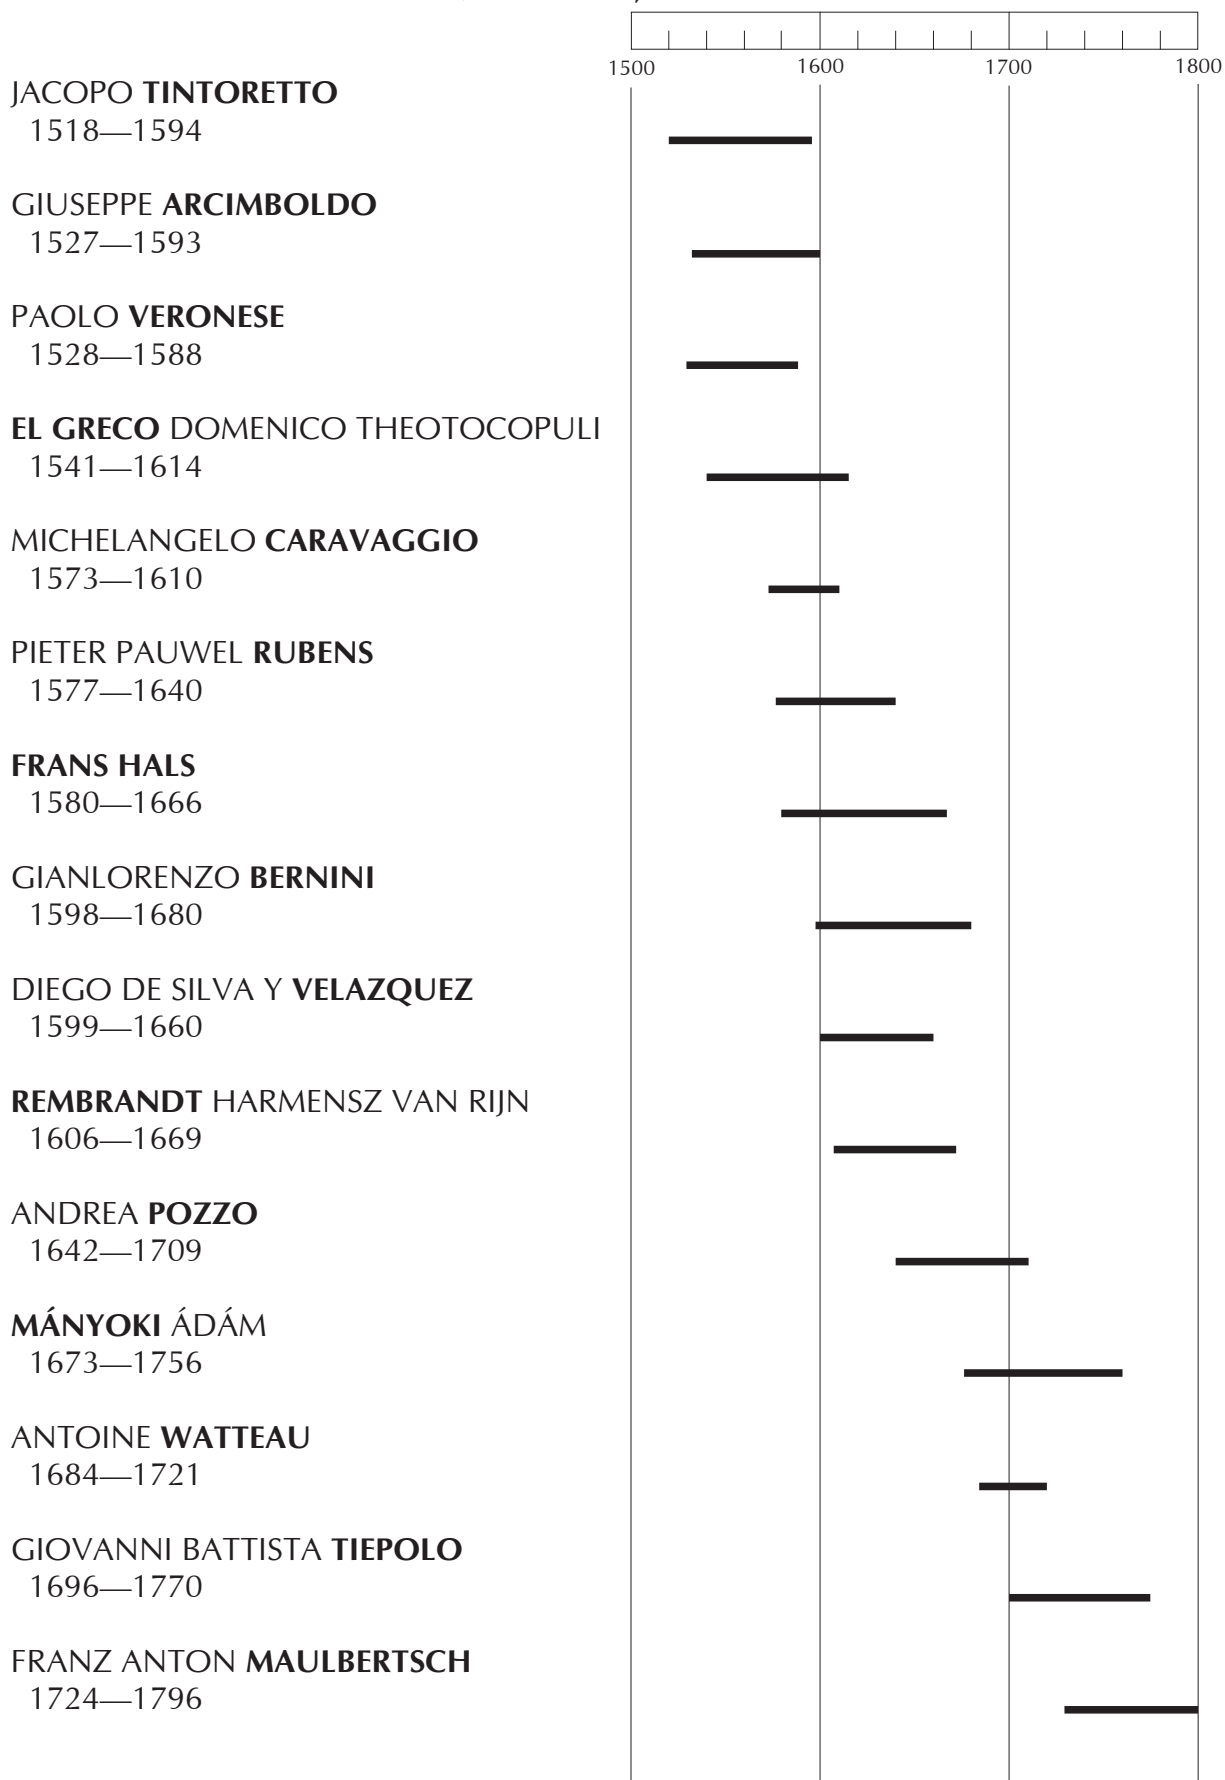 1500 1600 1700 1800
JACOPO TINTORETTO
1518—1594
GIUSEPPE ARCIMBOLDO
1527—1593
PAOLO VERONESE
1528—1588
EL GRECO DOMENICO THEOTOCOPULI
1541—1614
MICHELANGELO CARAVAGGIO
1573—1610
PIETER PAUWEL RUBENS
1577—1640
FRANS HALS
1580—1666
GIANLORENZO BERNINI
1598—1680
DIEGO DE SILVA Y VELAZQUEZ
1599—1660
REMBRANDT HARMENSZ VAN RIJN
1606—1669
ANDREA POZZO
1642—1709
MÁNYOKI ÁDÁM
1673—1756
ANTOINE WATTEAU
1684—1721
GIOVANNI BATTISTA TIEPOLO
1696—1770
FRANZ ANTON MAULBERTSCH
1724—1796